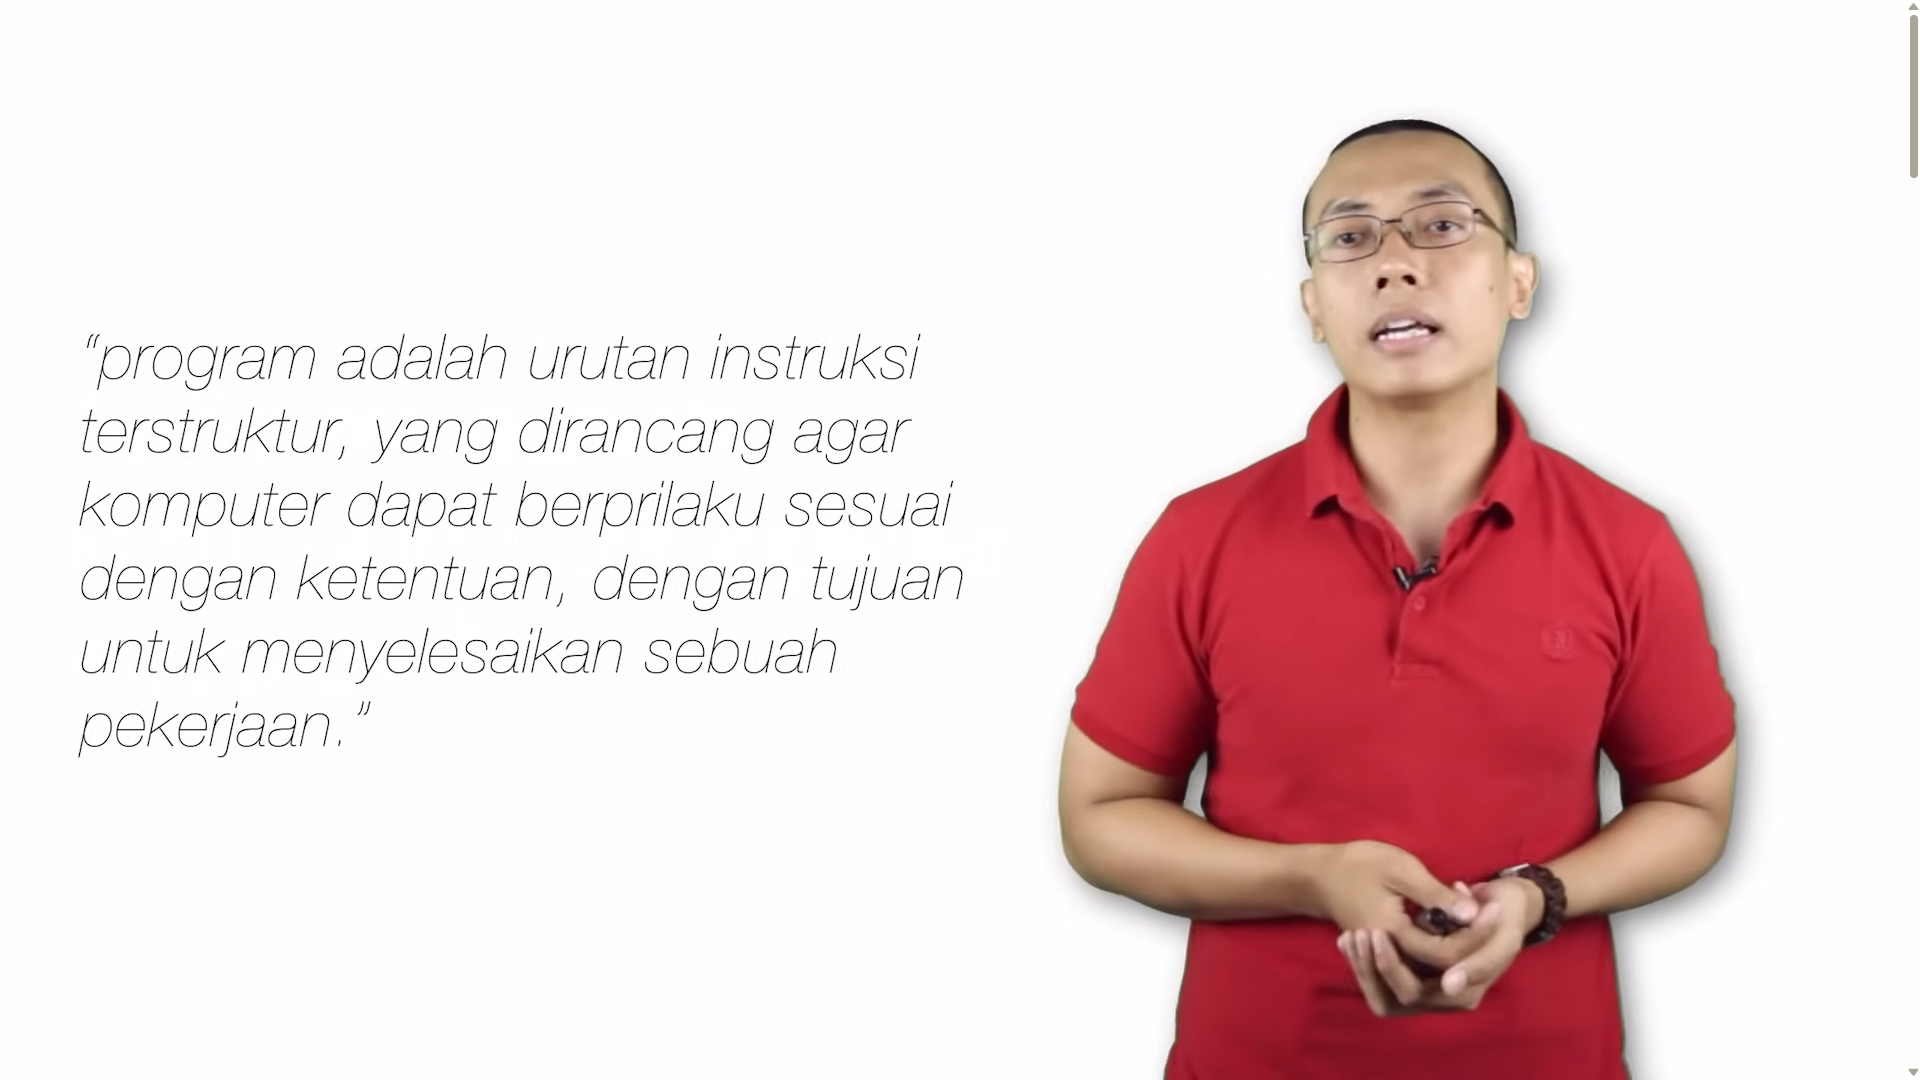 “program adalah urutan instruksi
terstruktur, yang dirancang agar
komputer dapat berprilaku sesuai
dengan ketentuan, dengan tujuan
untuk menyelesaikan sebuah
pekerjaan.”